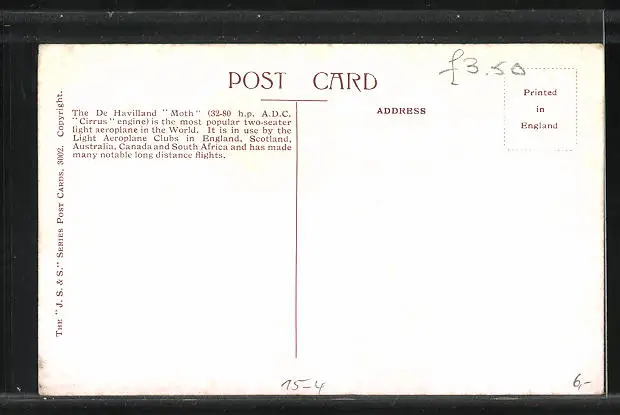 £3.50
POST CARD
Printed
in
England
ADDRESS
The De Havilland "Moth" (32-80 h.p. A.D.C.
"Cirrus" engine) is the most popular two-seater
light aeroplane in the World. It is in use by the
Light Aeroplane Clubs in England, Scotland,
Australia, Canada and South Africa and has made
many notable long distance flights.
THE "J. S. & S." SERIES POST CARDS, 3002. Copyright.
15-4
6,-